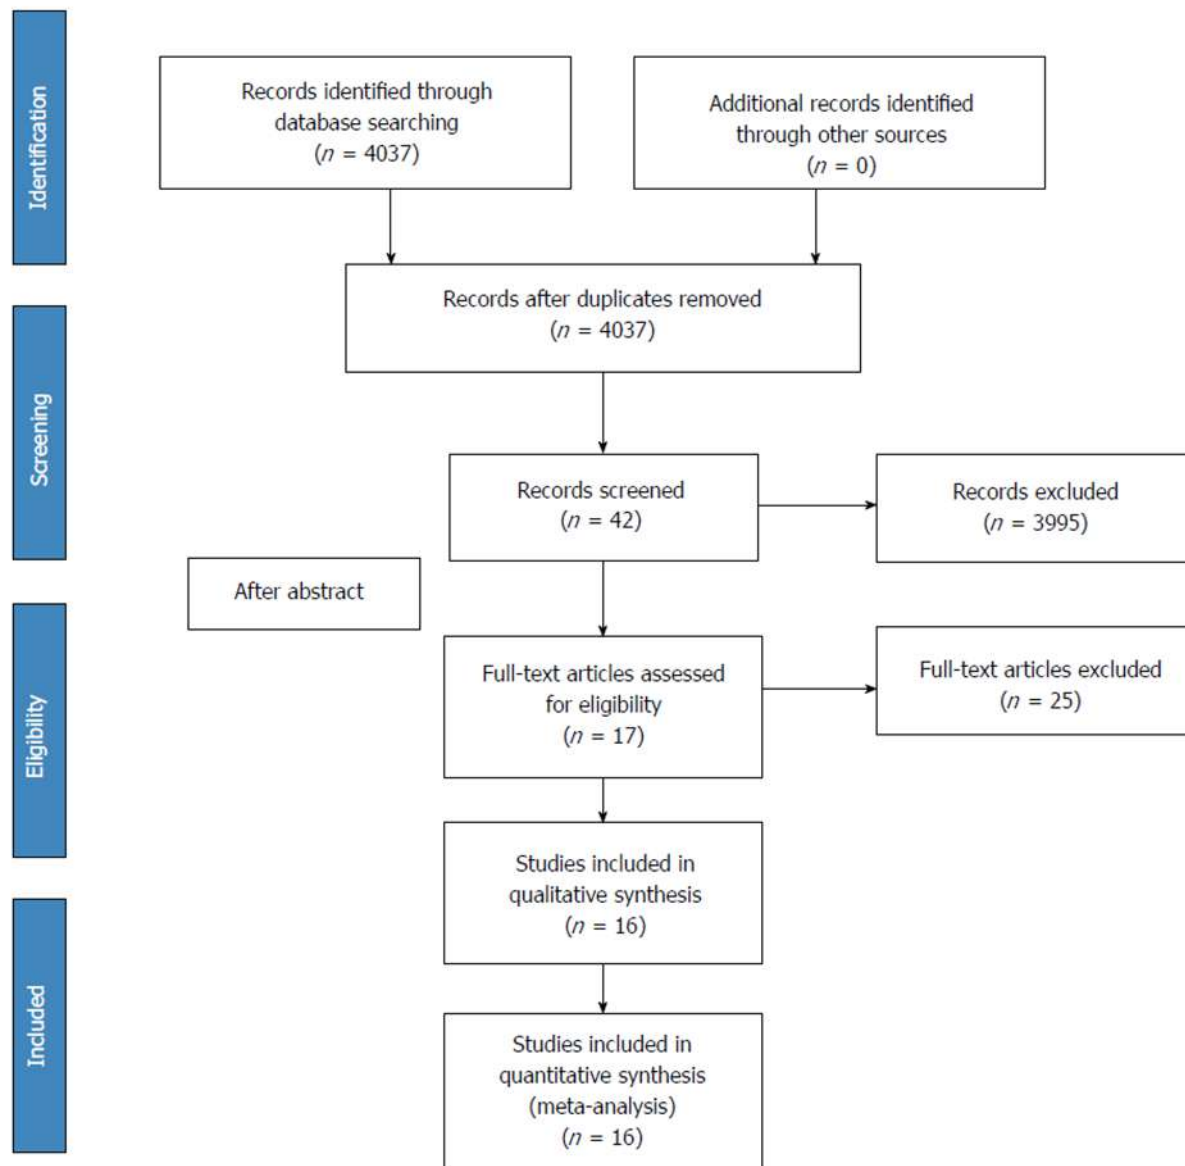 Identification
Records identified through
database searching
(n = 4037)
Additional records identified
through other sources
(n = 0)
Records after duplicates removed
(n = 4037)
Screening
Records screened
(n = 42)
Records excluded
(n = 3995)
After abstract
Eligibility
Full-text articles assessed
for eligibility
(n = 17)
Full-text articles excluded
(n = 25)
Studies included in
qualitative synthesis
(n = 16)
Included
Studies included in
quantitative synthesis
(meta-analysis)
(n = 16)